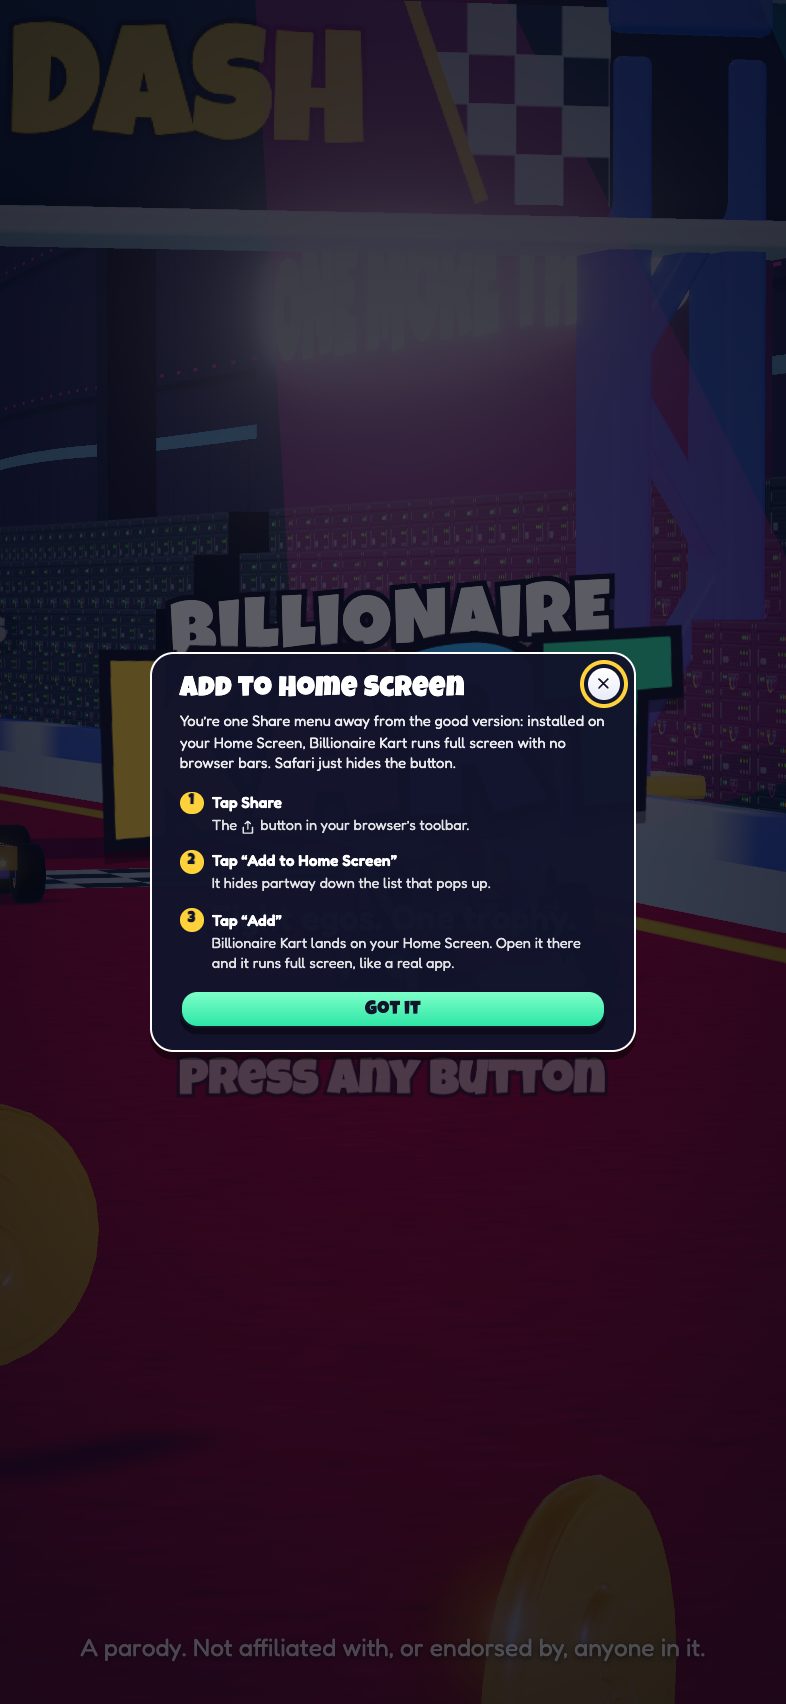 DASH
BILLIONAIRE
Add to Home Screen
You're one Share menu away from the good version: installed on
your Home Screen, Billionaire Kart runs full screen with no
browser bars. Safari just hides the button.
1 Tap Share
The button in your browser's toolbar.
2 Tap “Add to Home Screen”
It hides partway down the list that pops up.
egos. One trophy.
3 Tap “Add”
Billionaire Kart lands on your Home Screen. Open it there
and it runs full screen, like a real app.
GOT IT
PRESS ANY BUTTON
A parody. Not affiliated with, or endorsed by, anyone in it.